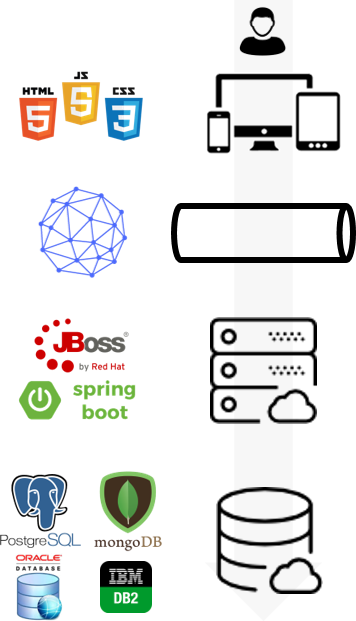 HTML JS CSS
5 5 3
JBoss®
by Red Hat
spring
boot
PostgreSQL
mongoDB
ORACLE
DATABASE
IBM
DB2